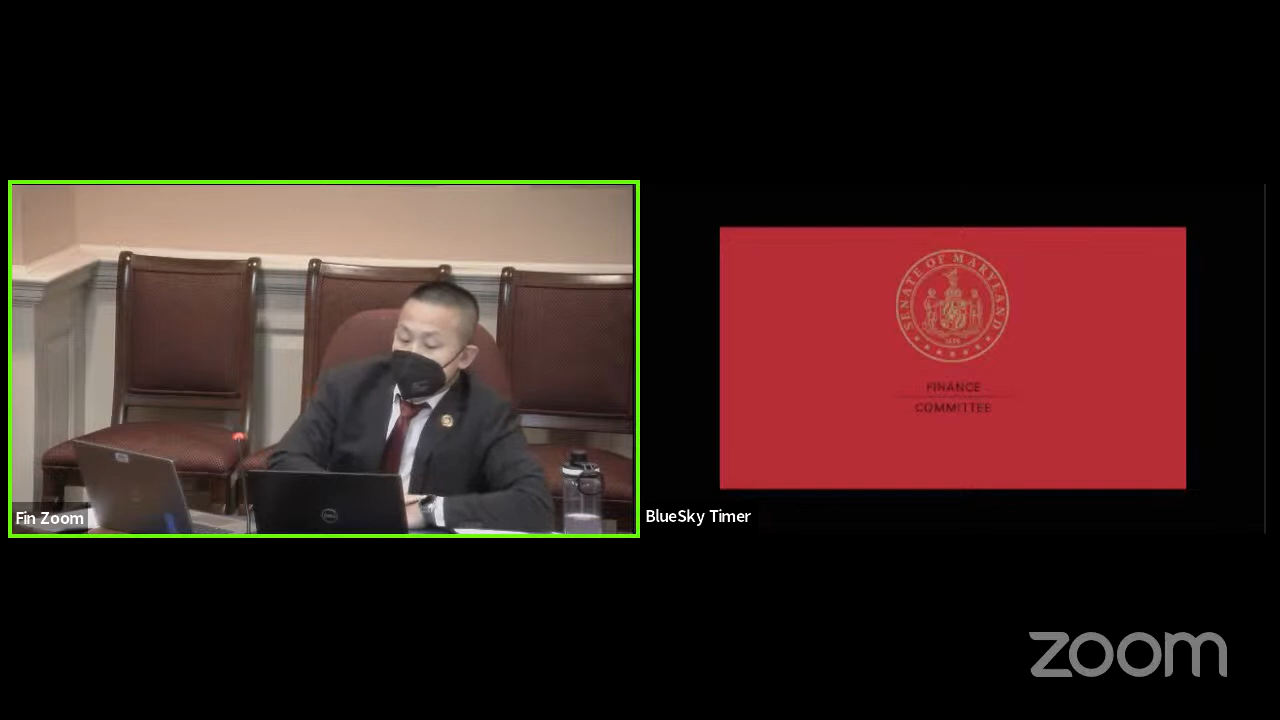 Fin Zoom
SENATE OF MARYLAND
FINANCE
COMMITTEE
BlueSky Timer
zoom